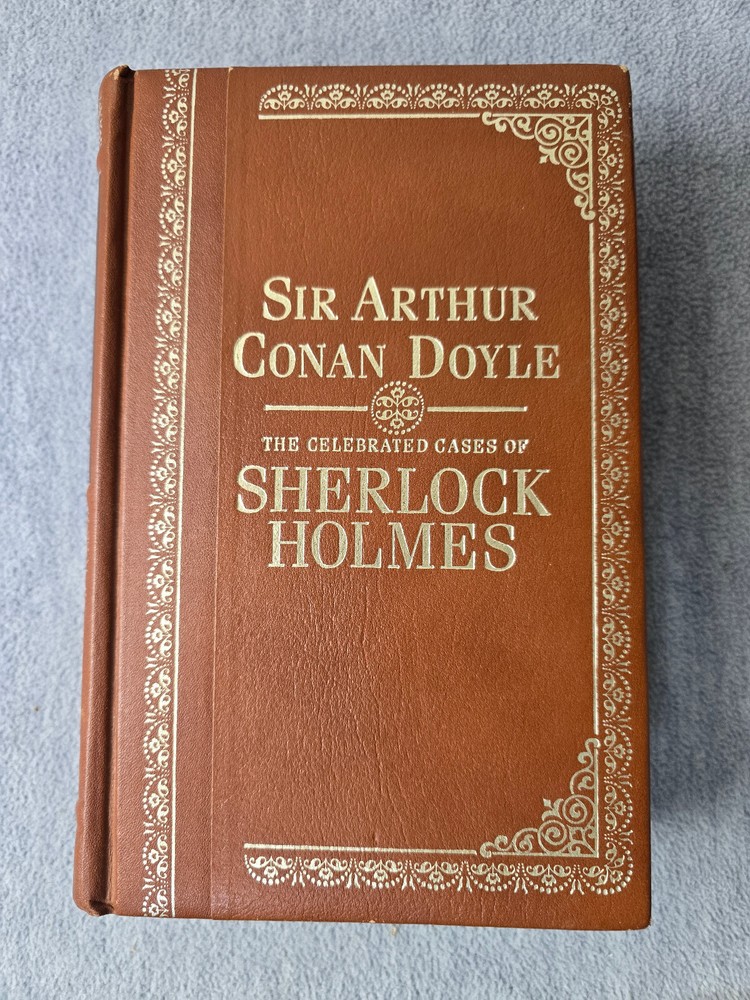 SIR ARTHUR
CONAN DOYLE
THE CELEBRATED CASES OF
SHERLOCK
HOLMES